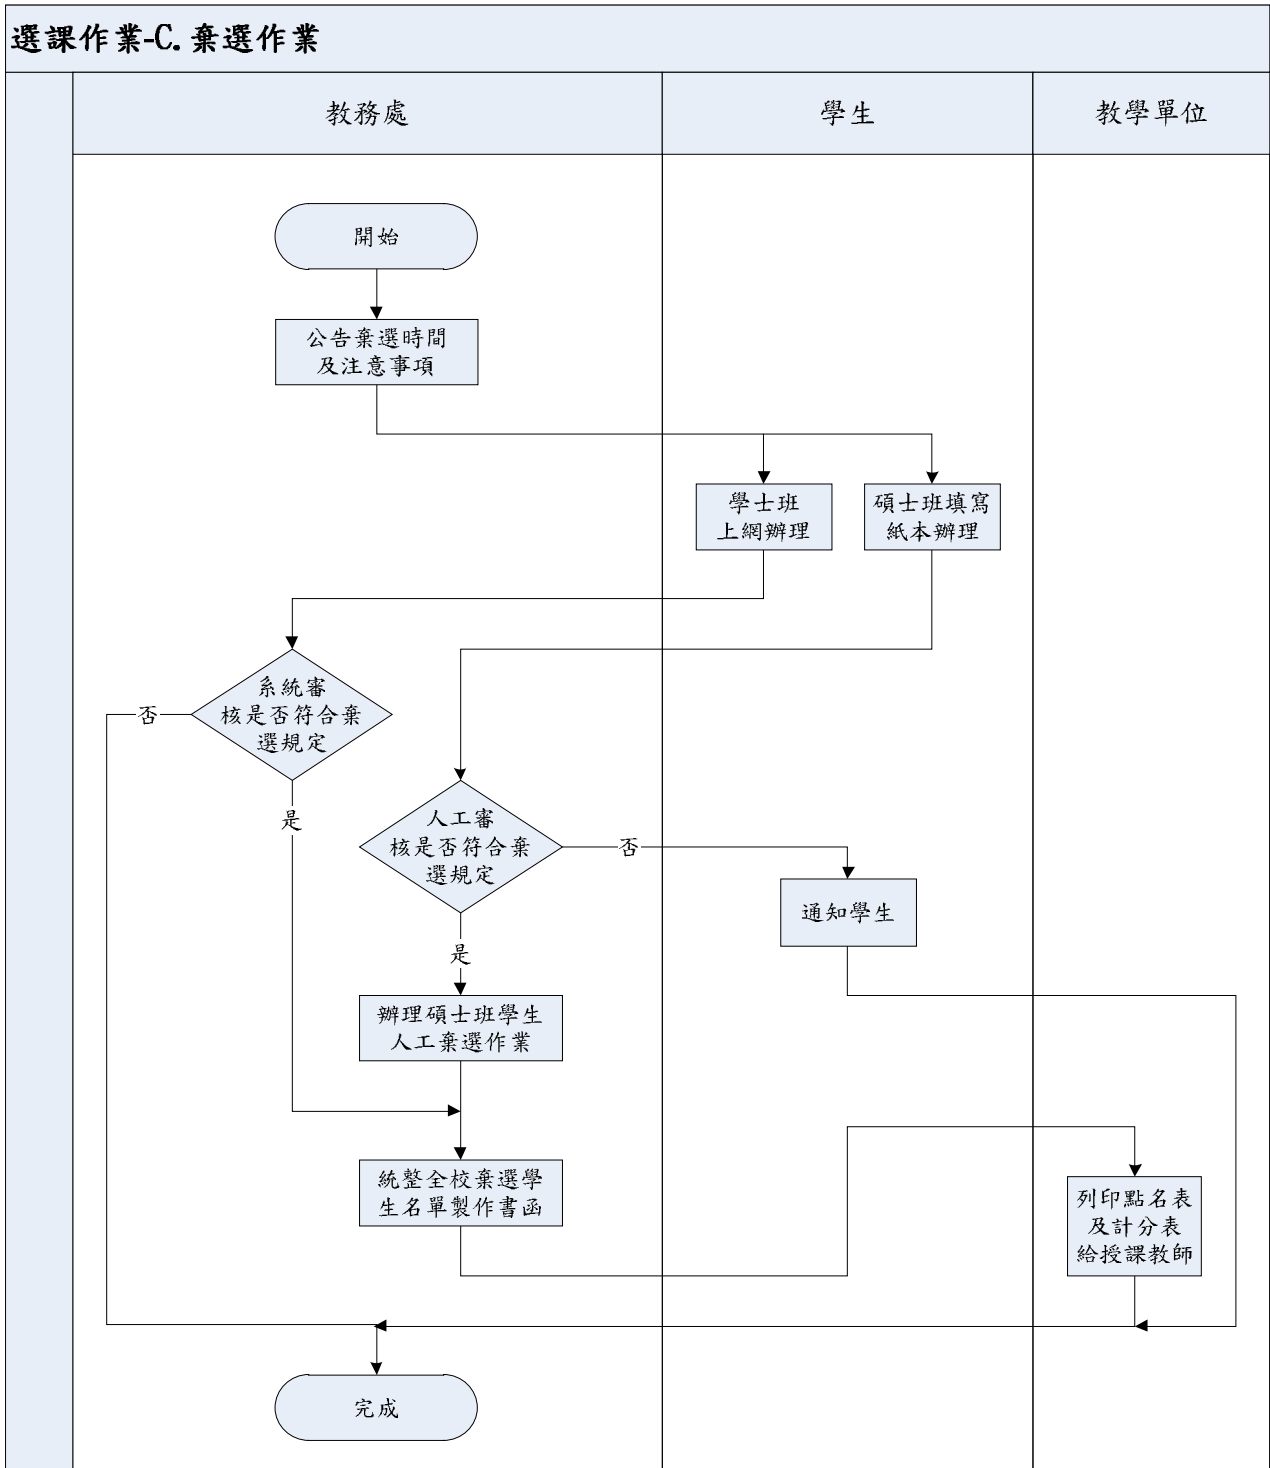 選課作業-C.棄選作業
教務處
學生
教學單位
開始
公告棄選時間
及注意事項
學士班
上網辦理
碩士班填寫
紙本辦理
系統審
核是否符合棄
選規定
否
是
人工審
核是否符合棄
選規定
否
通知學生
是
辦理碩士班學生
人工棄選作業
統整全校棄選學
生名單製作書函
列印點名表
及計分表
給授課教師
完成